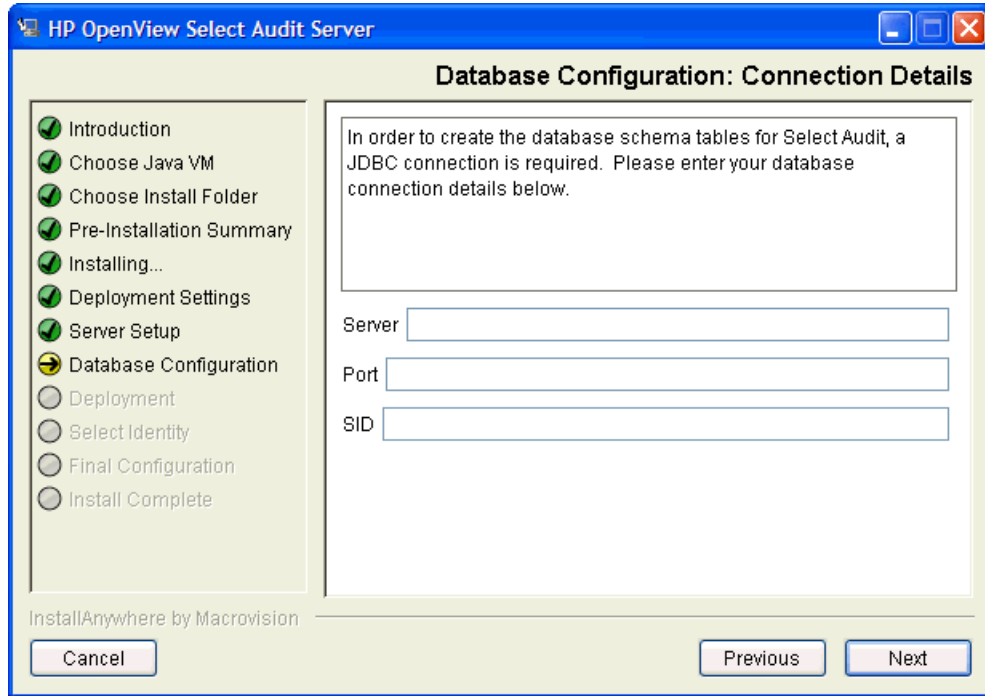 HP OpenView Select Audit Server
Database Configuration: Connection Details
Introduction
Choose Java VM
Choose Install Folder
Pre-Installation Summary
Installing...
Deployment Settings
Server Setup
Database Configuration
Deployment
Select Identity
Final Configuration
Install Complete
In order to create the database schema tables for Select Audit, a
JDBC connection is required.  Please enter your database
connection details below.
Server
Port
SID
InstallAnywhere by Macrovision
Cancel
Previous
Next